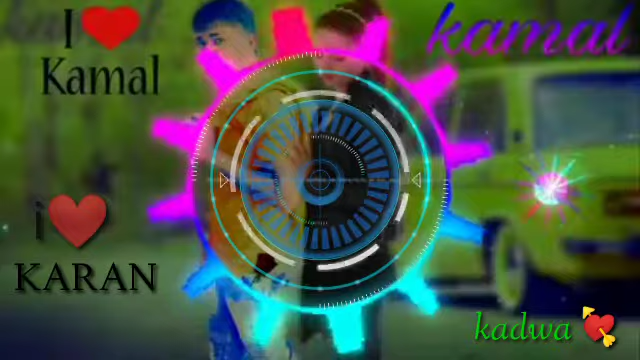 I ❤️
Kamal
kamal
i ❤️
KARAN
kadwa 💘